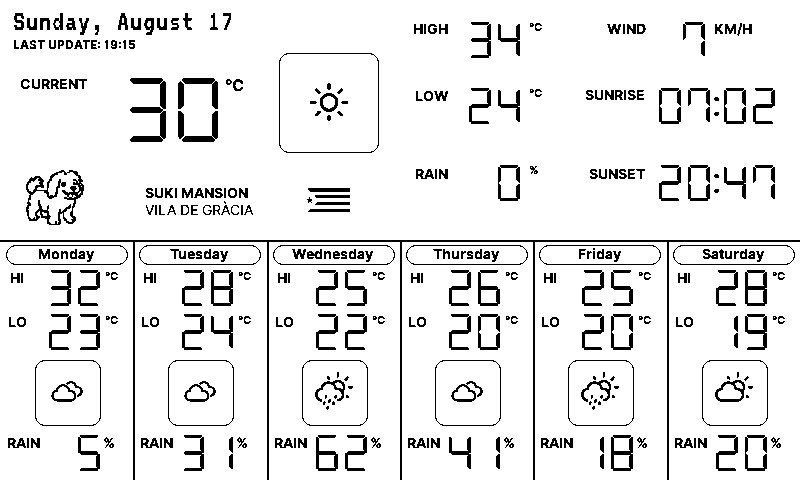 Sunday, August 17
LAST UPDATE: 19:15
CURRENT 30 °C
HIGH 34 °C
WIND 7 KM/H
LOW 24 °C
SUNRISE 07:02
RAIN 0 %
SUNSET 20:47
SUKI MANSION
VILA DE GRÀCIA
Monday
HI 32 °C
LO 23 °C
RAIN 5 %
Tuesday
HI 28 °C
LO 24 °C
RAIN 31 %
Wednesday
HI 25 °C
LO 22 °C
RAIN 62 %
Thursday
HI 26 °C
LO 20 °C
RAIN 41 %
Friday
HI 25 °C
LO 20 °C
RAIN 18 %
Saturday
HI 28 °C
LO 19 °C
RAIN 20 %